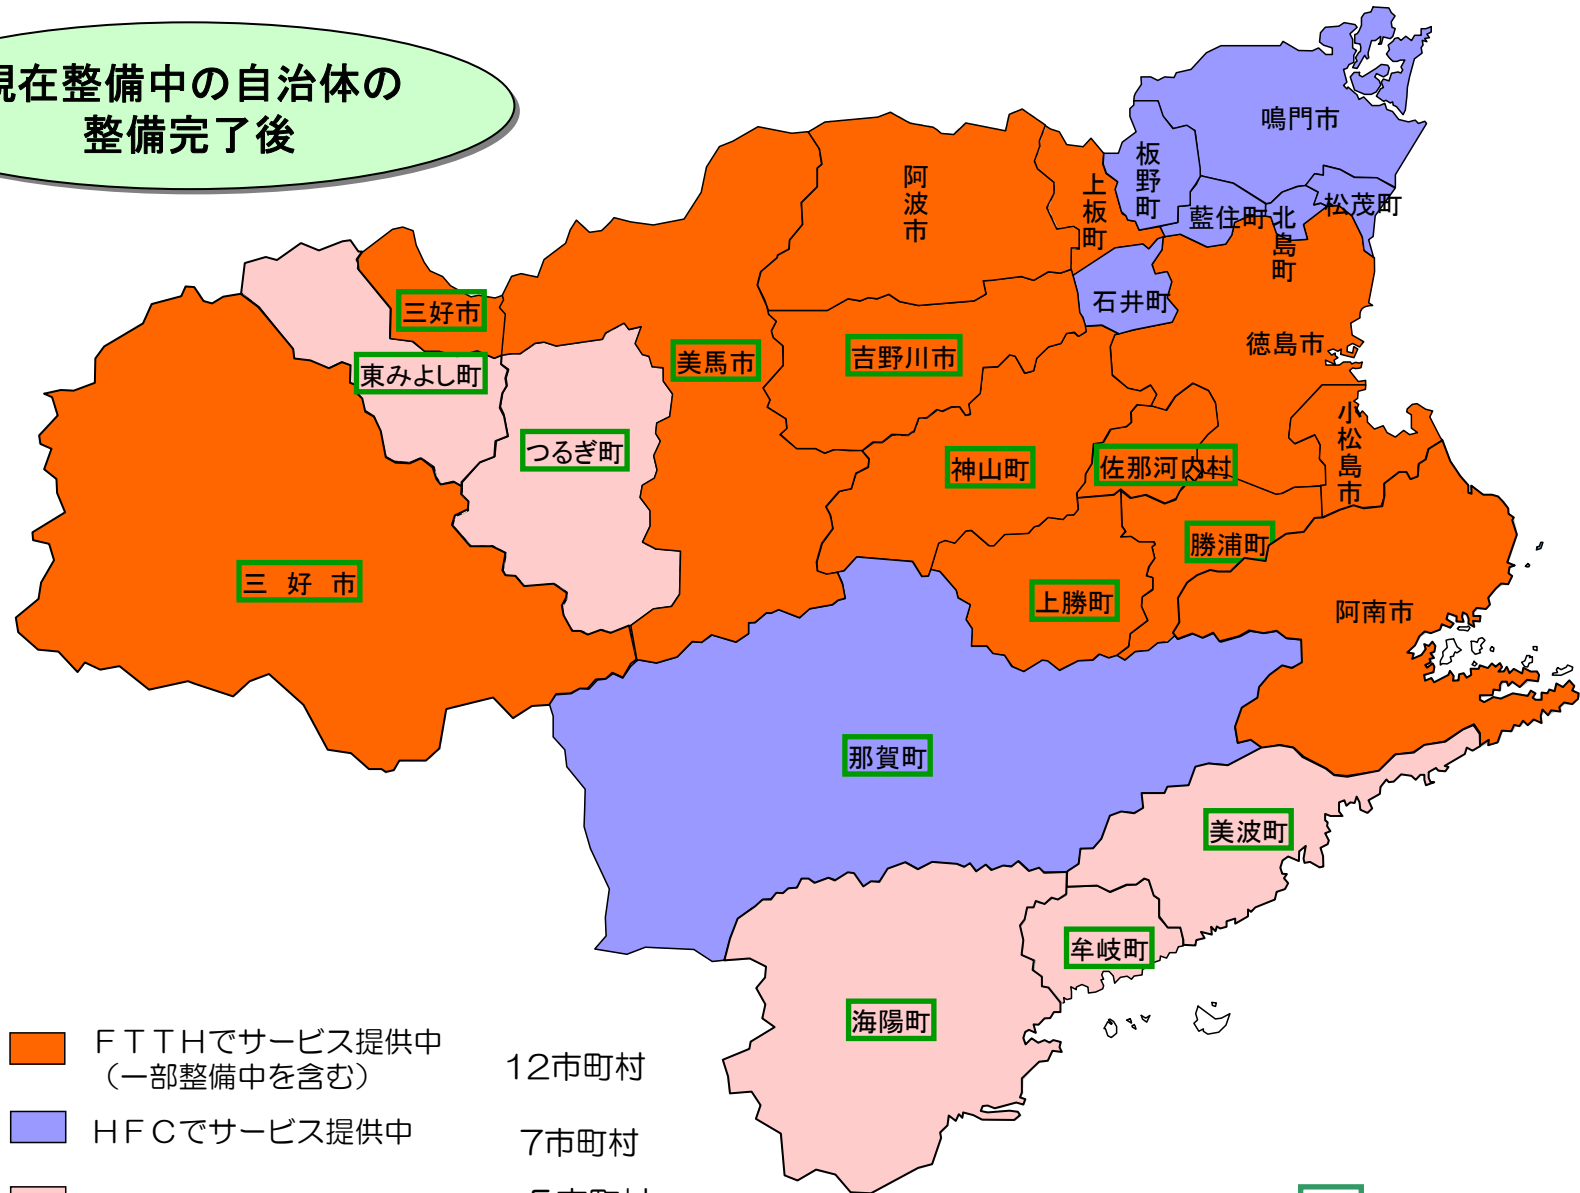 現在整備中の自治体の
整備完了後
鳴門市
板野町
松茂町
藍住町
北島町
上板町
阿波市
石井町
徳島市
三好市
東みよし町
美馬市
吉野川市
つるぎ町
神山町
佐那河内村
小松島市
勝浦町
三好市
上勝町
阿南市
那賀町
美波町
牟岐町
海陽町
FTTHでサービス提供中
(一部整備中を含む)
12市町村
HFCでサービス提供中
7市町村
5市町村